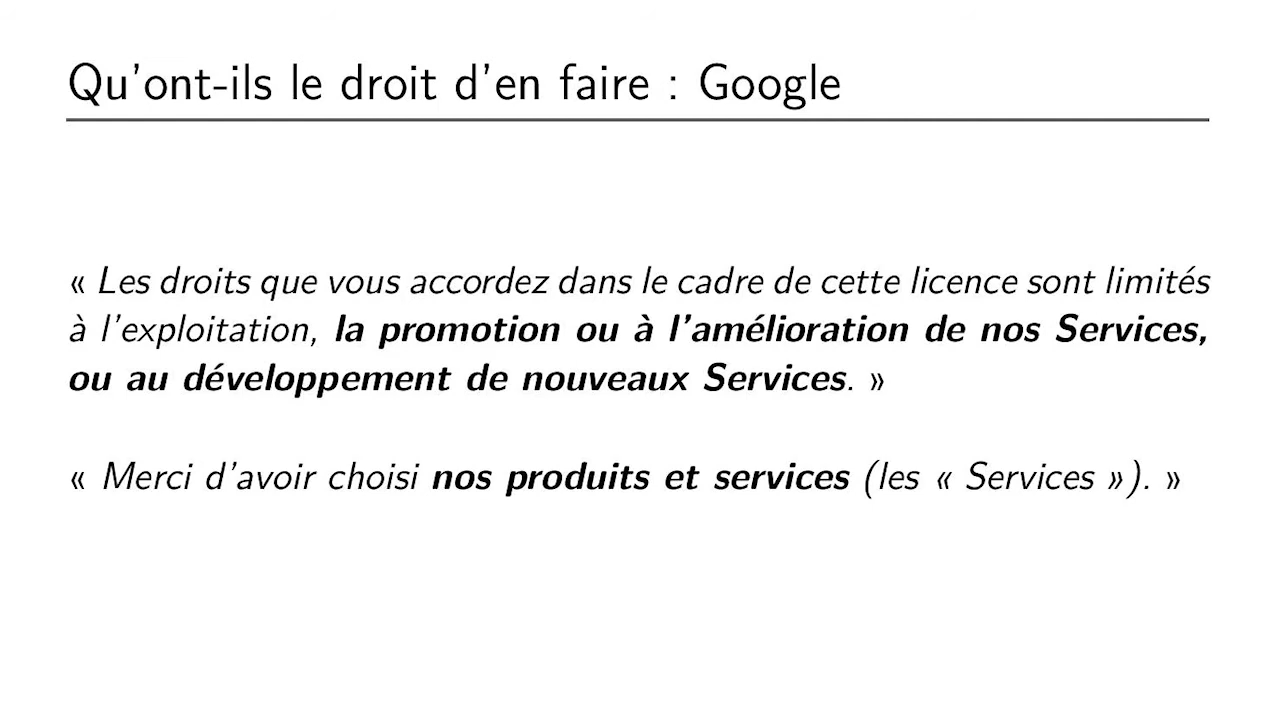 Qu'ont-ils le droit d'en faire : Google
« Les droits que vous accordez dans le cadre de cette licence sont limités
à l'exploitation, la promotion ou à l'amélioration de nos Services,
ou au développement de nouveaux Services. »
« Merci d'avoir choisi nos produits et services (les « Services »). »